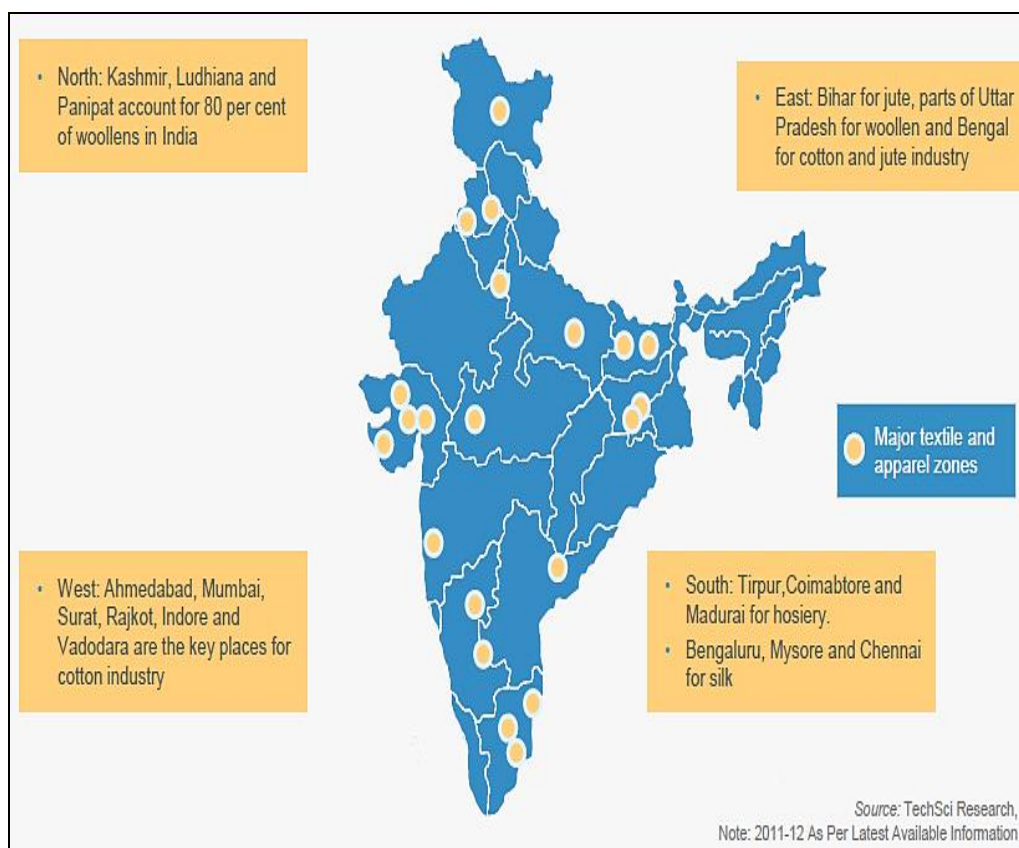 • North: Kashmir, Ludhiana and
Panipat account for 80 per cent
of woollens in India
• East: Bihar for jute, parts of Uttar
Pradesh for woollen and Bengal
for cotton and jute industry
Major textile and
apparel zones
• West: Ahmedabad, Mumbai,
Surat, Rajkot, Indore and
Vadodara are the key places for
cotton industry
• South: Tirpur,Coimabtore and
Madurai for hosiery.
• Bengaluru, Mysore and Chennai
for silk
Source: TechSci Research,
Note: 2011-12 As Per Latest Available Information